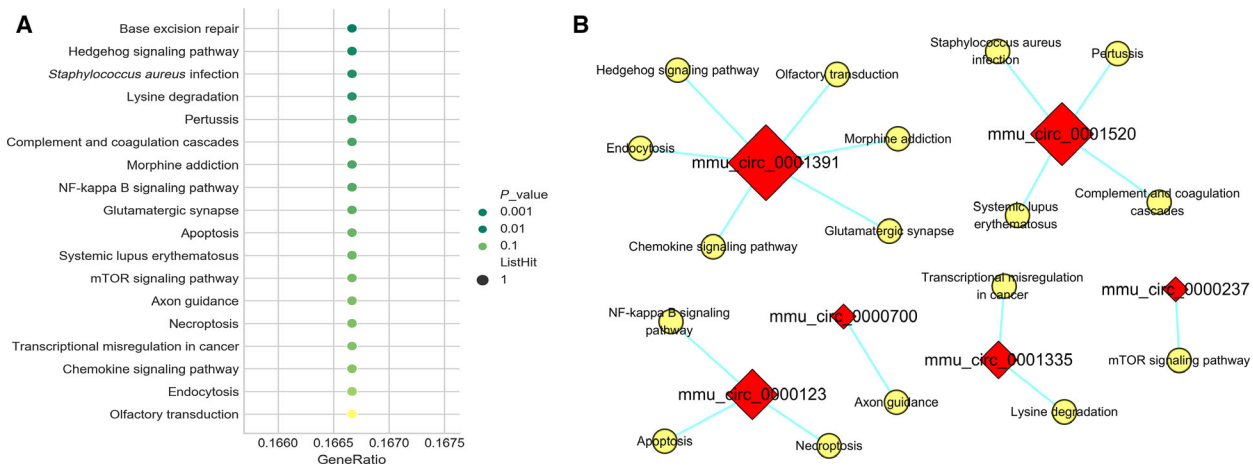 A
Base excision repair
Hedgehog signaling pathway
Staphylococcus aureus infection
Lysine degradation
Pertussis
Complement and coagulation cascades
Morphine addiction
NF-kappa B signaling pathway
Glutamatergic synapse
Apoptosis
Systemic lupus erythematosus
mTOR signaling pathway
Axon guidance
Necroptosis
Transcriptional misregulation in cancer
Chemokine signaling pathway
Endocytosis
Olfactory transduction
0.1660
0.1665
0.1670
0.1675
GeneRatio
P_value
0.001
0.01
0.1
ListHit
1
B
Hedgehog signaling pathway
Olfactory transduction
Endocytosis
Morphine addiction
mmu_circ_0001391
Chemokine signaling pathway
Glutamatergic synapse
Staphylococcus aureus
infection
Pertussis
mmu_circ_0001520
Systemic lupus
erythematosus
Complement and coagulation
cascades
NF-kappa B signaling
pathway
mmu_circ_0000123
Apoptosis
Necroptosis
mmu_circ_0000700
Axon guidance
Transcriptional misregulation
in cancer
mmu_circ_0001335
Lysine degradation
mmu_circ_0000237
mTOR signaling pathway